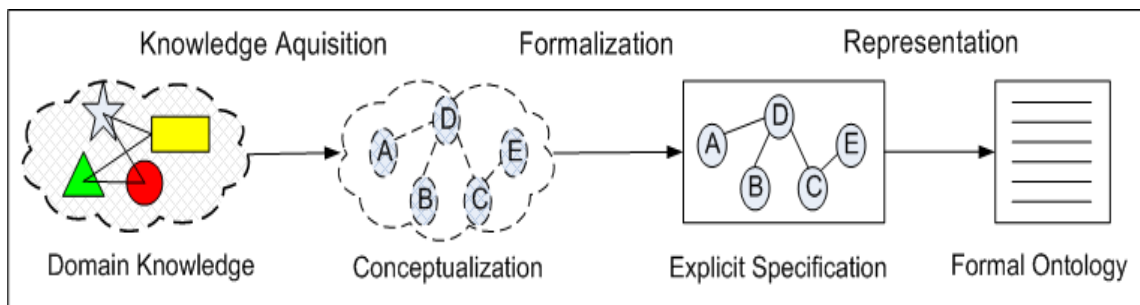 Knowledge Aquisition Formalization Representation
D
A
E
B
C
D
A
E
B
C
Domain Knowledge Conceptualization Explicit Specification Formal Ontology